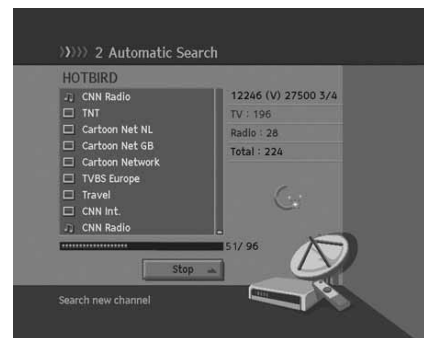 》》》 2 Automatic Search
HOTBIRD
CNN Radio
TNT
Cartoon Net NL
Cartoon Net GB
Cartoon Network
TVBS Europe
Travel
CNN Int.
CNN Radio
12246 (V) 27500 3/4
TV : 196
Radio : 28
Total : 224
51/ 96
Stop
Search new channel